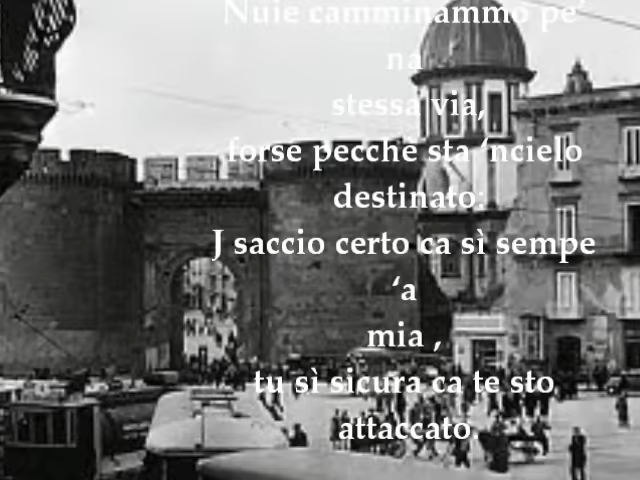 Nuie camminammo pe’
na
stessa via,
forse pecchè sta ‘ncielo
destinato:
J saccio certo ca sì sempe
‘a
mia ,
tu sì sicura ca te sto
attaccato.